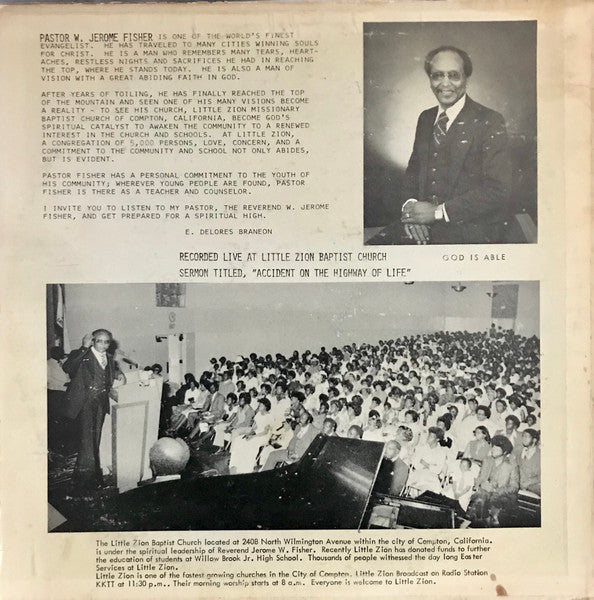 PASTOR W. JEROME FISHER IS ONE OF THE WORLD'S FINEST
EVANGELIST. HE HAS TRAVELED TO MANY CITIES WINNING SOULS
FOR CHRIST. HE IS A MAN WHO REMEMBERS MANY TEARS, HEART-
ACHES, RESTLESS NIGHTS AND SACRIFICES HE HAD IN REACHING
THE TOP, WHERE HE STANDS TODAY. HE IS ALSO A MAN OF
VISION WITH A GREAT ABIDING FAITH IN GOD.
AFTER YEARS OF TOILING, HE HAS FINALLY REACHED THE TOP
OF THE MOUNTAIN AND SEEN ONE OF HIS MANY VISIONS BECOME
A REALITY - TO SEE HIS CHURCH, LITTLE ZION MISSIONARY
BAPTIST CHURCH OF COMPTON, CALIFORNIA, BECOME GOD'S
SPIRITUAL CATALYST TO AWAKEN THE COMMUNITY TO A RENEWED
INTEREST IN THE CHURCH AND SCHOOLS. AT LITTLE ZION,
A CONGREGATION OF 5,000 PERSONS, LOVE, CONCERN, AND A
COMMITMENT TO THE COMMUNITY AND SCHOOL NOT ONLY ABIDES,
BUT IS EVIDENT.
PASTOR FISHER HAS A PERSONAL COMMITMENT TO THE YOUTH OF
HIS COMMUNITY; WHEREVER YOUNG PEOPLE ARE FOUND, PASTOR
FISHER IS THERE AS A TEACHER AND COUNSELOR.
I INVITE YOU TO LISTEN TO MY PASTOR, THE REVEREND W. JEROME
FISHER, AND GET PREPARED FOR A SPIRITUAL HIGH.
E. DELORES BRANEON
RECORDED LIVE AT LITTLE ZION BAPTIST CHURCH
GOD IS ABLE
SERMON TITLED, "ACCIDENT ON THE HIGHWAY OF LIFE"
The Little Zion Baptist Church located at 2408 North Wilmington Avenue within the city of Compton, California.
is under the spiritual leadership of Reverend Jerome W. Fisher. Recently Little Zion has donated funds to further
the education of students at Willow Brook Jr. High School. Thousands of people witnessed the day long Easter
Services at Little Zion.
Little Zion is one of the fastest growing churches in the City of Compton. Little Zion Broadcast on Radio Station
KKTT at 11:30 p.m.. Their morning worship starts at 8 a.m. Everyone is welcome to Little Zion.